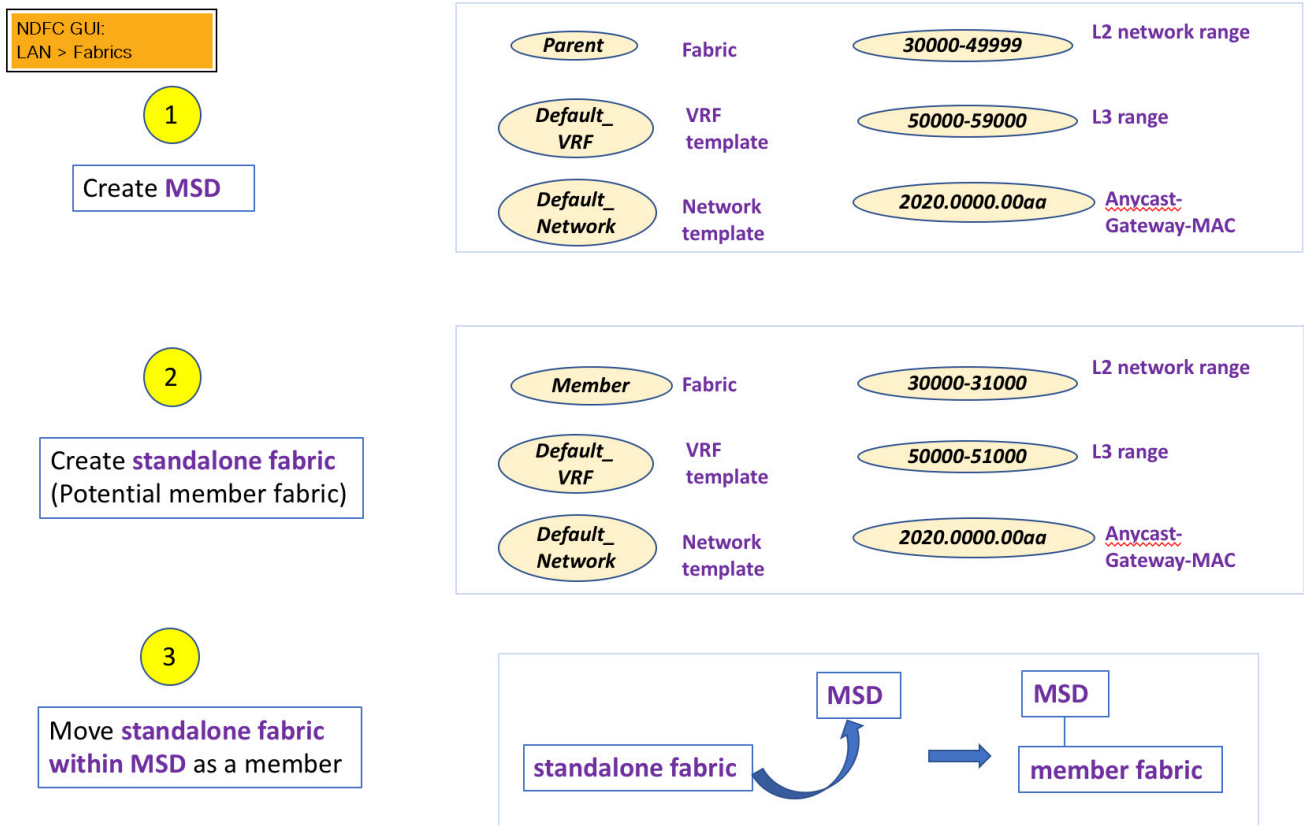 NDFC GUI:
LAN > Fabrics
1
Create MSD
Parent
Fabric
30000-49999
L2 network range
Default_
VRF
VRF
template
50000-59000
L3 range
Default_
Network
Network
template
2020.0000.00aa
Anycast-
Gateway-MAC
2
Create standalone fabric
(Potential member fabric)
Member
Fabric
30000-31000
L2 network range
Default_
VRF
VRF
template
50000-51000
L3 range
Default_
Network
Network
template
2020.0000.00aa
Anycast-
Gateway-MAC
3
Move standalone fabric
within MSD as a member
standalone fabric
MSD
MSD
member fabric